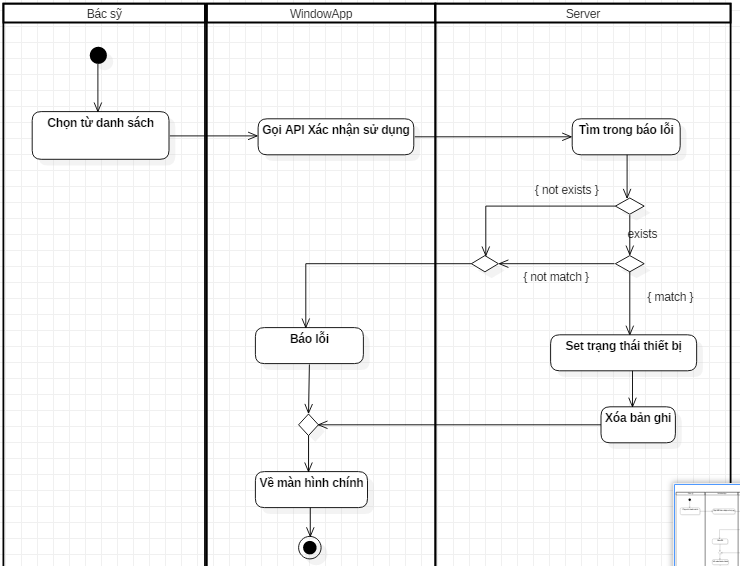 Bác sỹ
WindowApp
Server
Chọn từ danh sách
Gọi API Xác nhận sử dụng
Tìm trong báo lỗi
{ not exists }
exists
{ not match }
{ match }
Báo lỗi
Set trạng thái thiết bị
Xóa bản ghi
Về màn hình chính